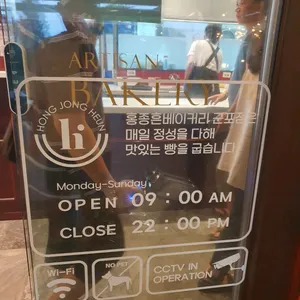 ARTISAN
BAKERY
HONG JONG HEUN
홍종흔베이커리 군포점은
매일 정성을 다해
맛있는 빵을 굽습니다
Monday-Sunday
OPEN 09 : 00 AM
CLOSE 22 : 00 PM
Wi-Fi
NO PET
CCTV IN
OPERATION